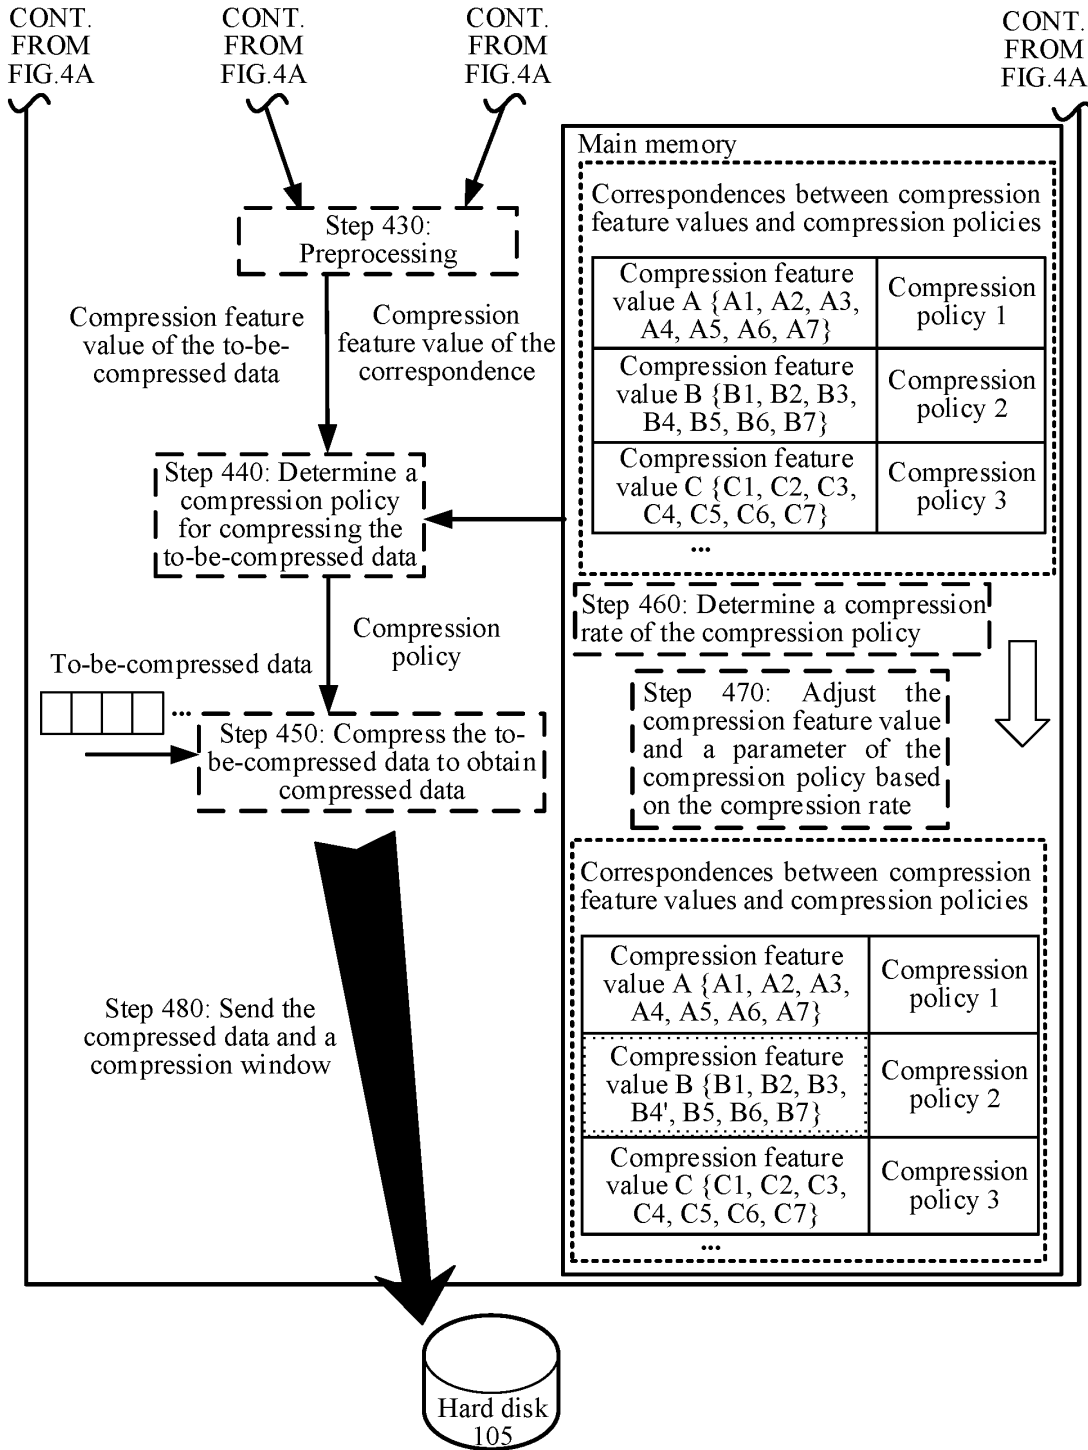 CONT.
FROM
FIG.4A
CONT.
FROM
FIG.4A
CONT.
FROM
FIG.4A
CONT.
FROM
FIG.4A
Main memory
Correspondences between compression
feature values and compression policies
Compression feature
value A {A1, A2, A3,
A4, A5, A6, A7}
Compression
policy 1
Compression feature
value B {B1, B2, B3,
B4, B5, B6, B7}
Compression
policy 2
Compression feature
value C {C1, C2, C3,
C4, C5, C6, C7}
Compression
policy 3
...
Step 430:
Preprocessing
Compression feature
value of the to-be-
compressed data
Compression
feature value of the
correspondence
Step 440: Determine a
compression policy
for compressing the
to-be-compressed data
Compression
policy
To-be-compressed data
...
Step 450: Compress the to-
be-compressed data to obtain
compressed data
Step 460: Determine a compression
rate of the compression policy
Step 470: Adjust the
compression feature value
and a parameter of the
compression policy based
on the compression rate
Correspondences between compression
feature values and compression policies
Compression feature
value A {A1, A2, A3,
A4, A5, A6, A7}
Compression
policy 1
Compression feature
value B {B1, B2, B3,
B4', B5, B6, B7}
Compression
policy 2
Compression feature
value C {C1, C2, C3,
C4, C5, C6, C7}
Compression
policy 3
...
Step 480: Send the
compressed data and a
compression window
Hard disk
105